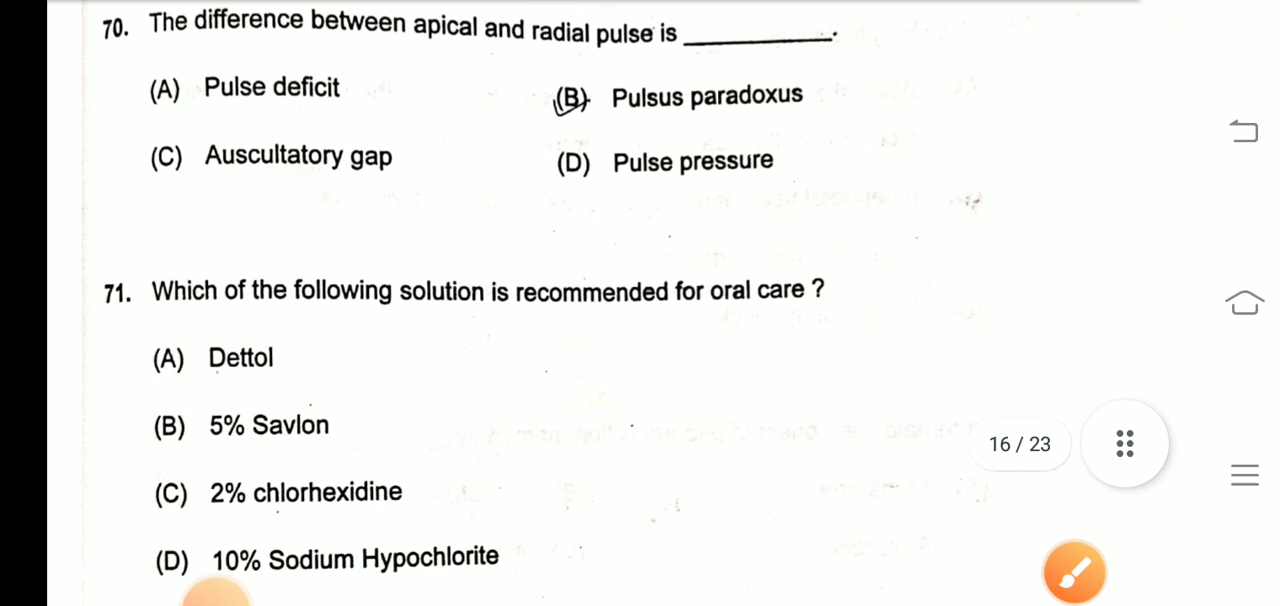 70. The difference between apical and radial pulse is ____________.
(A) Pulse deficit
(B) Pulsus paradoxus
(C) Auscultatory gap
(D) Pulse pressure
71. Which of the following solution is recommended for oral care ?
(A) Dettol
(B) 5% Savlon
(C) 2% chlorhexidine
(D) 10% Sodium Hypochlorite
16 / 23